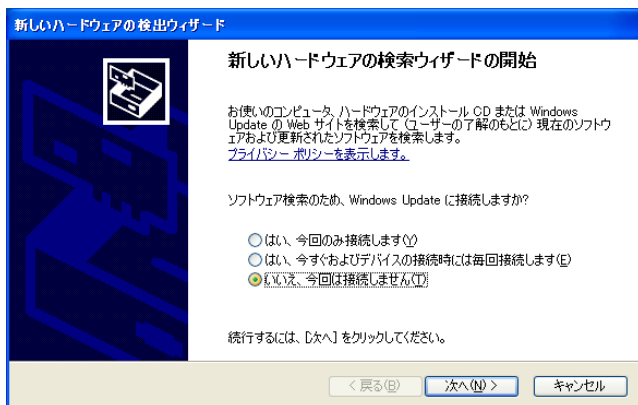 新しいハードウェアの検出ウィザード
新しいハードウェアの検索ウィザードの開始
お使いのコンピュータ、ハードウェアのインストール CD または Windows
Update の Web サイトを検索して (ユーザーの了解のもとに) 現在のソフトウ
ェアおよび更新されたソフトウェアを検索します。
プライバシー ポリシーを表示します。
ソフトウェア検索のため、Windows Update に接続しますか?
はい、今回のみ接続します(Y)
はい、今すぐおよびデバイスの接続時には毎回接続します(E)
いいえ、今回は接続しません(T)
続行するには、[次へ] をクリックしてください。
< 戻る(B) 次へ(N) > キャンセル